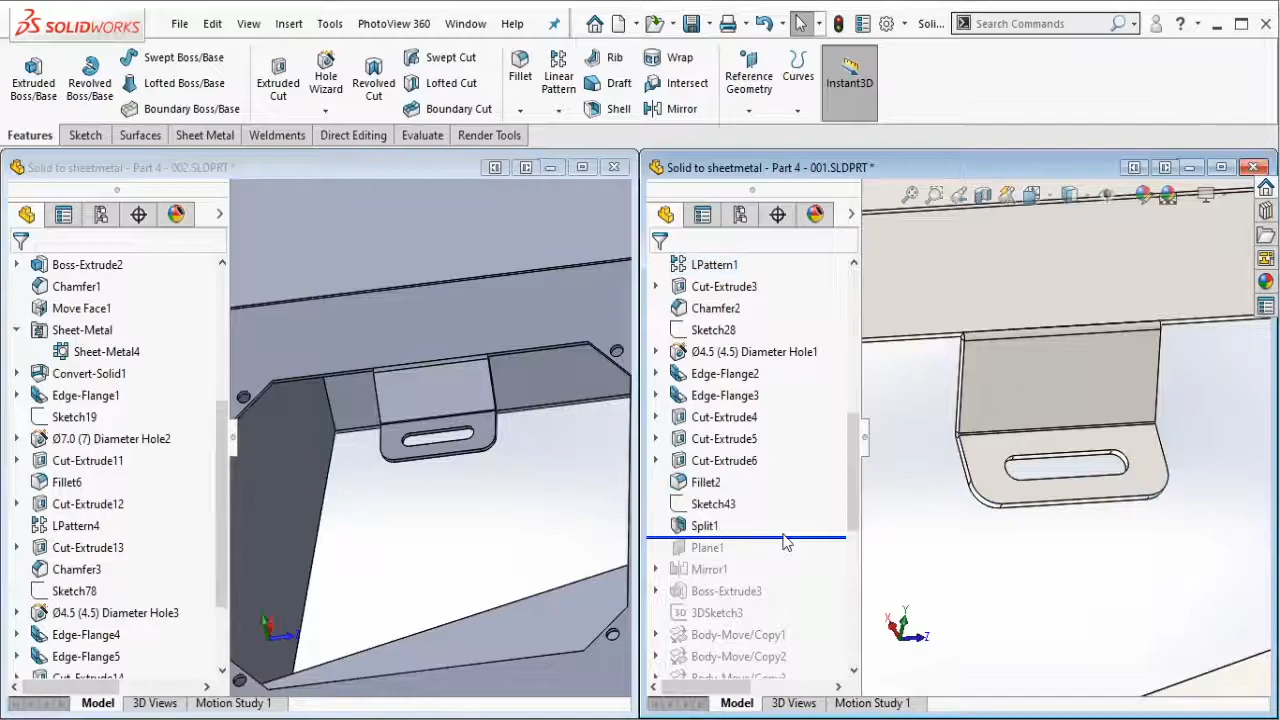 SOLIDWORKS
File Edit View Insert Tools PhotoView 360 Window Help
Soli...
Search Commands
Extruded Boss/Base
Revolved Boss/Base
Swept Boss/Base
Lofted Boss/Base
Boundary Boss/Base
Extruded Cut
Hole Wizard
Revolved Cut
Swept Cut
Lofted Cut
Boundary Cut
Fillet
Linear Pattern
Rib
Draft
Shell
Wrap
Intersect
Mirror
Reference Geometry
Curves
Instant3D
Features Sketch Surfaces Sheet Metal Weldments Direct Editing Evaluate Render Tools
Solid to sheetmetal - Part 4 - 002.SLDPRT *
Boss-Extrude2
Chamfer1
Move Face1
Sheet-Metal
Sheet-Metal4
Convert-Solid1
Edge-Flange1
Sketch19
Ø7.0 (7) Diameter Hole2
Cut-Extrude11
Fillet6
Cut-Extrude12
LPattern4
Cut-Extrude13
Chamfer3
Sketch78
Ø4.5 (4.5) Diameter Hole3
Edge-Flange4
Edge-Flange5
Cut-Extrude14
Z
Model 3D Views Motion Study 1
Solid to sheetmetal - Part 4 - 001.SLDPRT *
LPattern1
Cut-Extrude3
Chamfer2
Sketch28
Ø4.5 (4.5) Diameter Hole1
Edge-Flange2
Edge-Flange3
Cut-Extrude4
Cut-Extrude5
Cut-Extrude6
Fillet2
Sketch43
Split1
Plane1
Mirror1
Boss-Extrude3
3D 3DSketch3
Body-Move/Copy1
Body-Move/Copy2
Body-Move/Copy3
X Y Z
Model 3D Views Motion Study 1